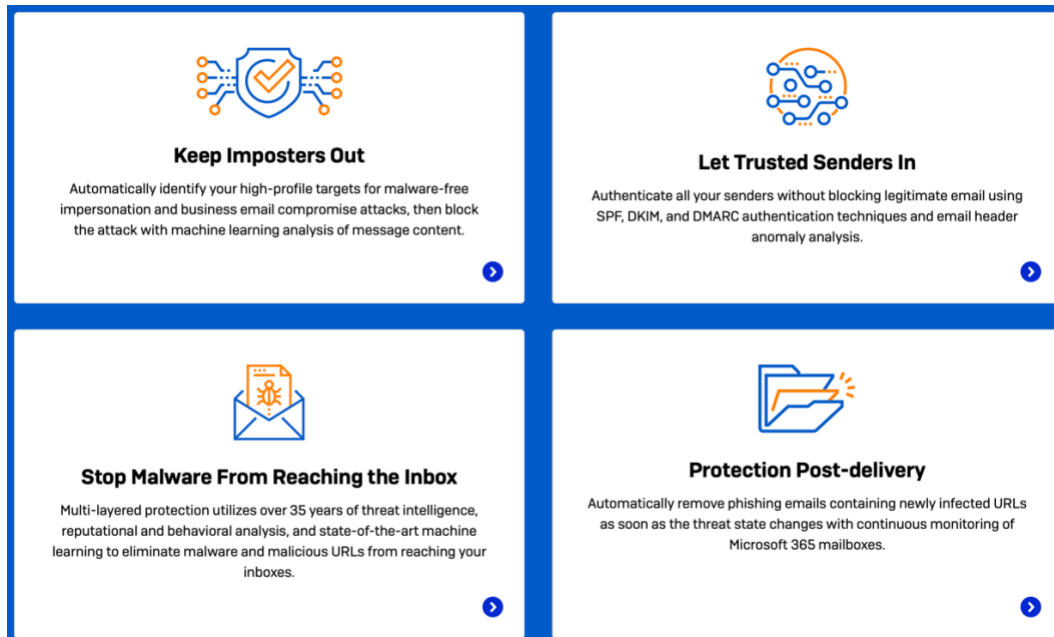 Keep Imposters Out
Automatically identify your high-profile targets for malware-free
impersonation and business email compromise attacks, then block
the attack with machine learning analysis of message content.
Let Trusted Senders In
Authenticate all your senders without blocking legitimate email using
SPF, DKIM, and DMARC authentication techniques and email header
anomaly analysis.
Stop Malware From Reaching the Inbox
Multi-layered protection utilizes over 35 years of threat intelligence,
reputational and behavioral analysis, and state-of-the-art machine
learning to eliminate malware and malicious URLs from reaching your
inboxes.
Protection Post-delivery
Automatically remove phishing emails containing newly infected URLs
as soon as the threat state changes with continuous monitoring of
Microsoft 365 mailboxes.